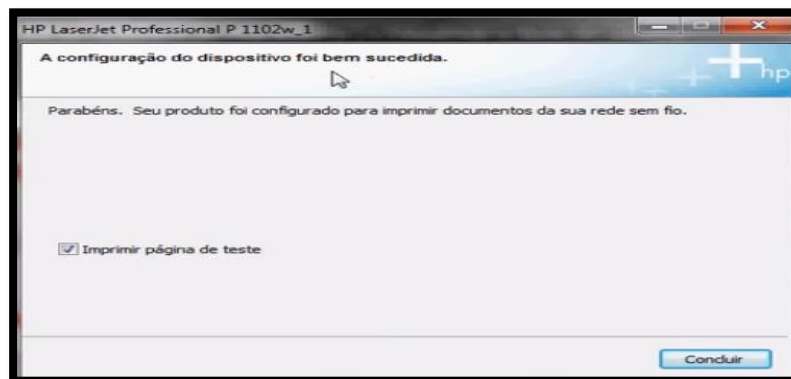 HP LaserJet Professional P 1102w_1
A configuração do dispositivo foi bem sucedida.
hp
Parabéns. Seu produto foi configurado para imprimir documentos da sua rede sem fio.
Imprimir página de teste
Concluir